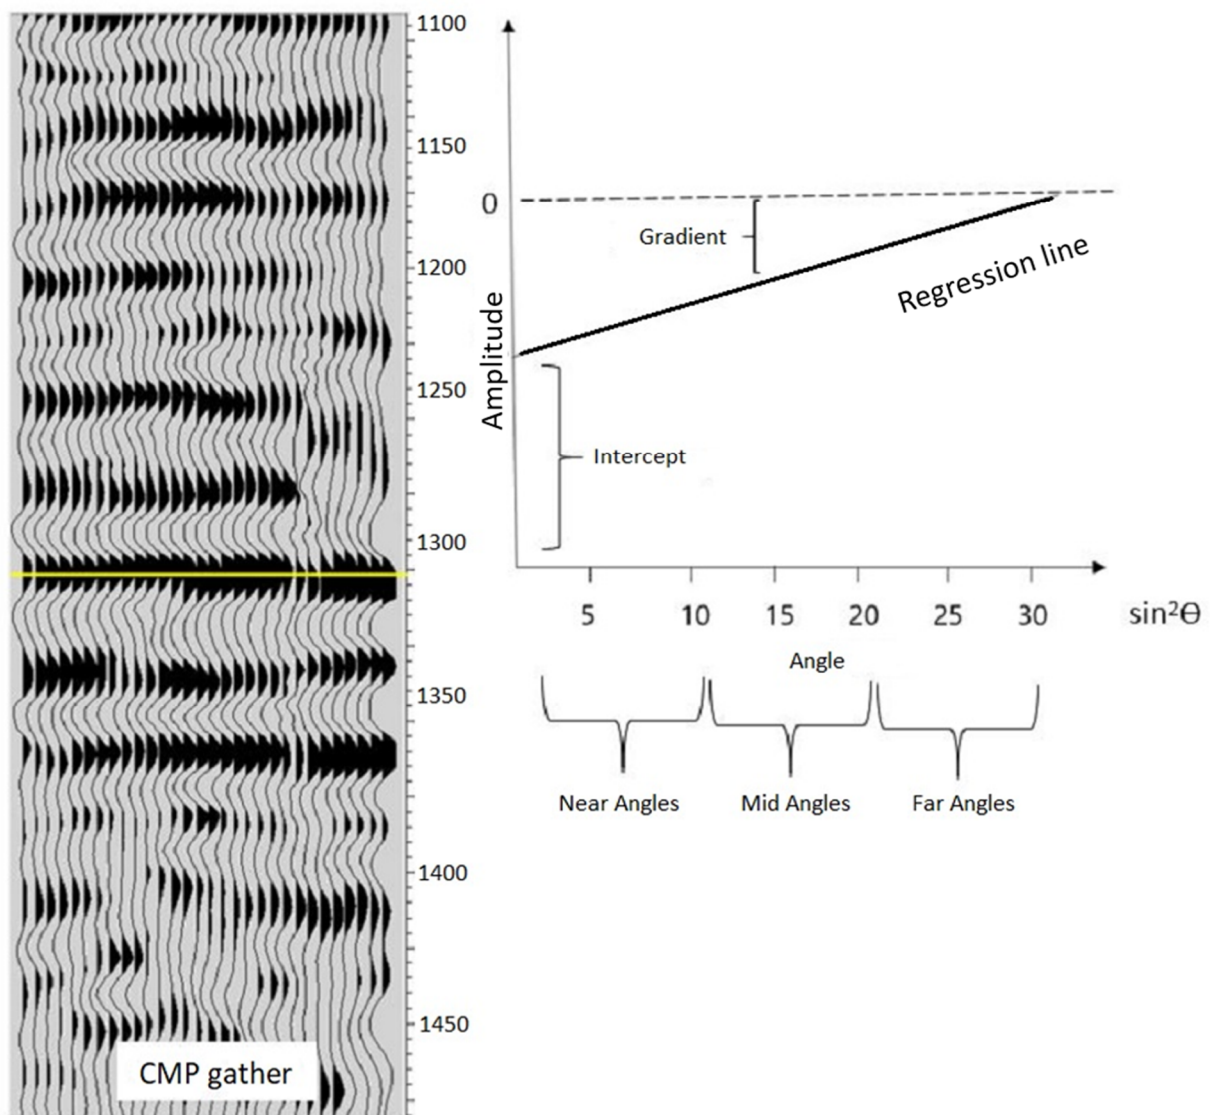 1100
1150
1200
1250
1300
1350
1400
1450
CMP gather
0
Amplitude
Gradient
Regression line
Intercept
5 10 15 20 25 30 sin²Θ
Angle
Near Angles Mid Angles Far Angles